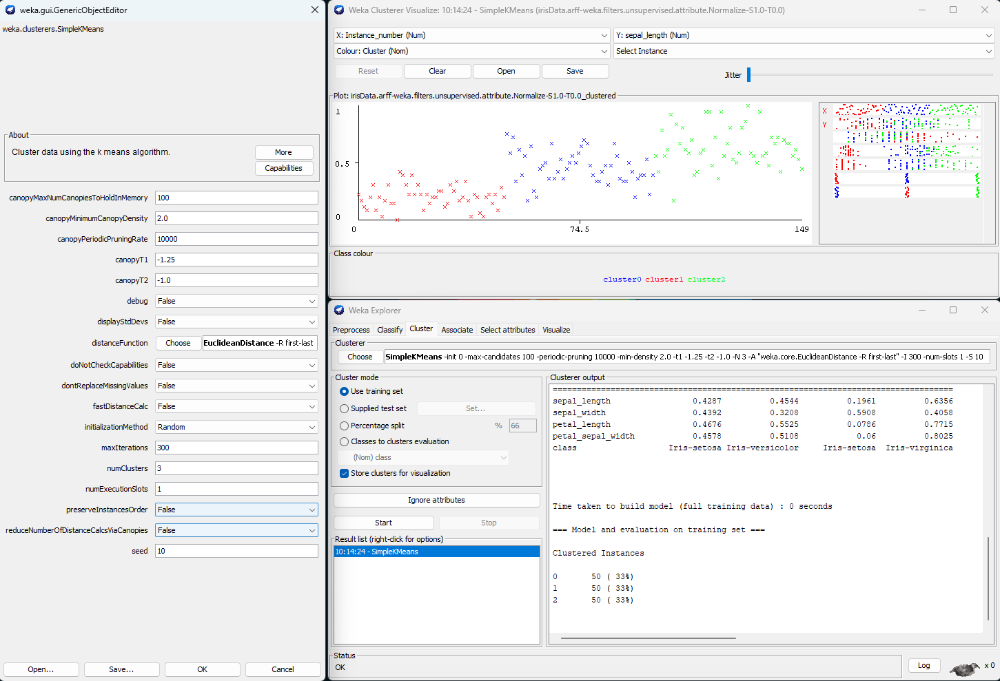 weka.gui.GenericObjectEditor
weka.clusterers.SimpleKMeans
About
Cluster data using the k means algorithm.
More
Capabilities
canopyMaxNumCanopiesToHoldInMemory 100
canopyMinimumCanopyDensity 2.0
canopyPeriodicPruningRate 10000
canopyT1 -1.25
canopyT2 -1.0
debug False
displayStdDevs False
distanceFunction Choose EuclideanDistance -R first-last
doNotCheckCapabilities False
dontReplaceMissingValues False
fastDistanceCalc False
initializationMethod Random
maxIterations 300
numClusters 3
numExecutionSlots 1
preserveInstancesOrder False
reduceNumberOfDistanceCalcsViaCanopies False
seed 10
Open... Save... OK Cancel
Weka Clusterer Visualize: 10:14:24 - SimpleKMeans (irisData.arff-weka.filters.unsupervised.attribute.Normalize-S1.0-T0.0)
X: Instance_number (Num) Y: sepal_length (Num)
Colour: Cluster (Nom) Select Instance
Reset Clear Open Save Jitter
Plot: irisData.arff-weka.filters.unsupervised.attribute.Normalize-S1.0-T0.0_clustered
1
0.5
0
0 74.5 149
X
Y
Class colour
cluster0 cluster1 cluster2
Weka Explorer
Preprocess Classify Cluster Associate Select attributes Visualize
Clusterer
Choose SimpleKMeans -init 0 -max-candidates 100 -periodic-pruning 10000 -min-density 2.0 -t1 -1.25 -t2 -1.0 -N 3 -A "weka.core.EuclideanDistance -R first-last" -I 300 -num-slots 1 -S 10
Cluster mode
Use training set
Supplied test set Set...
Percentage split % 66
Classes to clusters evaluation
(Nom) class
Store clusters for visualization
Ignore attributes
Start Stop
Result list (right-click for options)
10:14:24 - SimpleKMeans
Clusterer output
===================================================================================
sepal_length 0.4287 0.4544 0.1961 0.6356
sepal_width 0.4392 0.3208 0.5908 0.4058
petal_length 0.4676 0.5525 0.0786 0.7715
petal_sepal_width 0.4578 0.5108 0.06 0.8025
class Iris-setosa Iris-versicolor Iris-setosa Iris-virginica
Time taken to build model (full training data) : 0 seconds
=== Model and evaluation on training set ===
Clustered Instances
0 50 ( 33%)
1 50 ( 33%)
2 50 ( 33%)
Status
OK
Log x 0